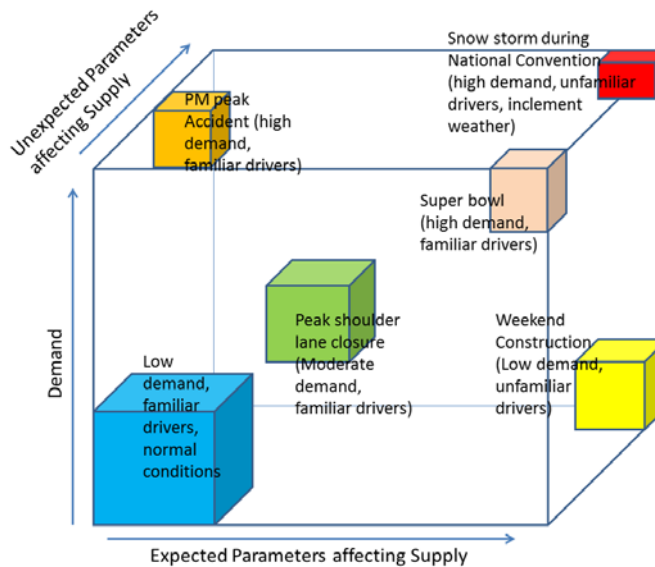 Unexpected Parameters
affecting Supply
Snow storm during
National Convention
(high demand, unfamiliar
drivers, inclement
weather)
PM peak
Accident (high
demand,
familiar drivers)
Super bowl
(high demand,
familiar drivers)
Demand
Peak shoulder
lane closure
(Moderate
demand,
familiar drivers)
Weekend
Construction
(Low demand,
unfamiliar
drivers)
Low
demand,
familiar
drivers,
normal
conditions
Expected Parameters affecting Supply